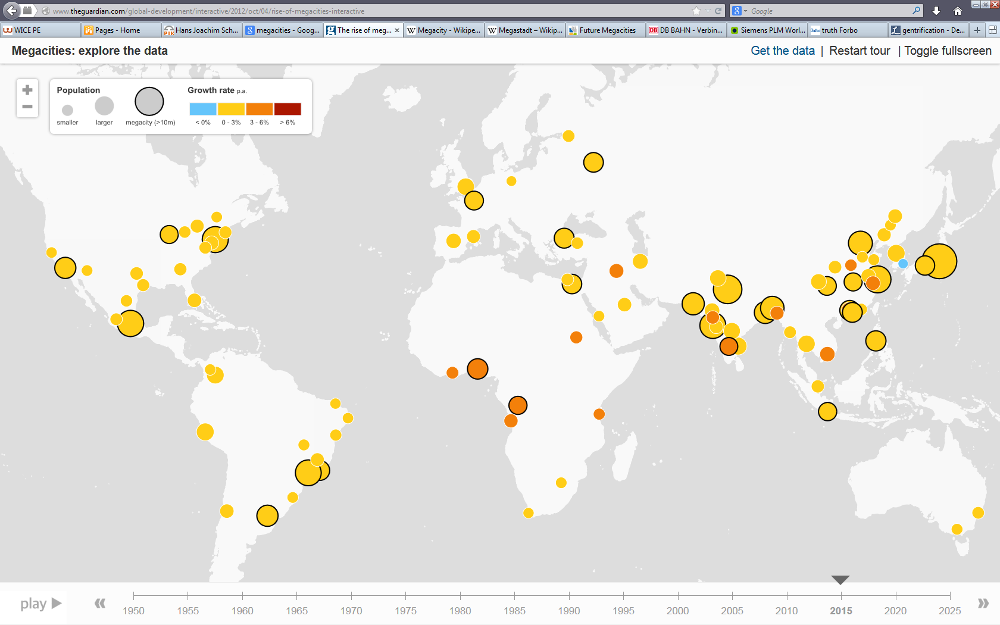 www.theguardian.com/global-development/interactive/2012/oct/04/rise-of-megacities-interactive
Google
WICE PE
Pages - Home
Hans Joachim Sch...
megacities - Goog...
The rise of meg...
Megacity - Wikipe...
Megastadt – Wikip...
Future Megacities
DB BAHN - Verbin...
Siemens PLM Worl...
truth Forbo
gentrification - De...
Megacities: explore the data
Get the data | Restart tour | Toggle fullscreen
Population
smaller
larger
megacity (>10m)
Growth rate p.a.
< 0%
0 - 3%
3 - 6%
> 6%
play
1950 1955 1960 1965 1970 1975 1980 1985 1990 1995 2000 2005 2010 2015 2020 2025